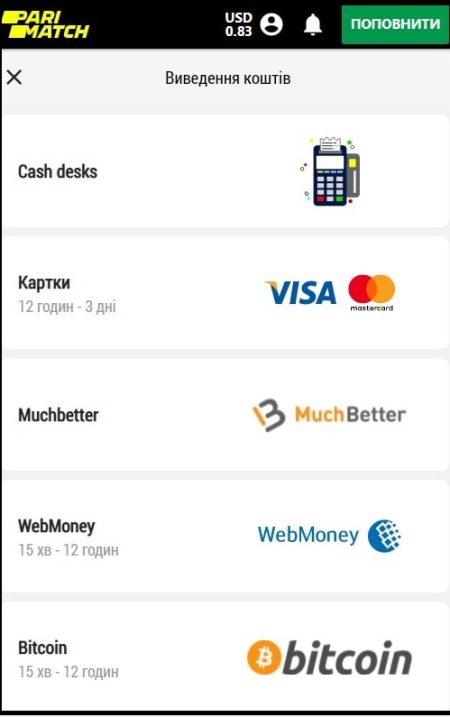 PARI MATCH
USD
0.83
ПОПОВНИТИ
Виведення коштів
Cash desks
Картки
12 годин - 3 дні
VISA
mastercard
Muchbetter
MuchBetter
WebMoney
15 хв - 12 годин
WebMoney
Bitcoin
15 хв - 12 годин
bitcoin